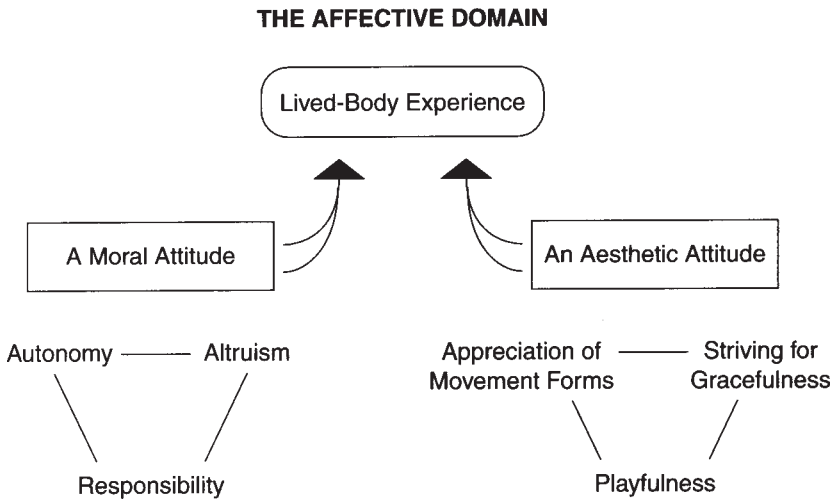 THE AFFECTIVE DOMAIN
Lived-Body Experience
A Moral Attitude
An Aesthetic Attitude
Autonomy
Altruism
Responsibility
Appreciation of
Movement Forms
Striving for
Gracefulness
Playfulness